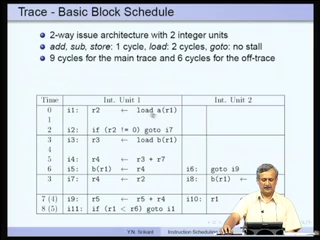 Trace - Basic Block Schedule
2-way issue architecture with 2 integer units
add, sub, store: 1 cycle, load: 2 cycles, goto: no stall
9 cycles for the main trace and 6 cycles for the off-trace
Time Int. Unit 1 Int. Unit 2
0 i1: r2 ← load a(r1)
1
2 i2: if (r2 != 0) goto i7
3 i3: r3 ← load b(r1)
4
5 i4: r4 ← r3 + r7
6 i5: b(r1) ← r4 i6: goto i9
3 i7: r4 ← r2 i8: b(r1) ←
7 (4) i9: r5 ← r5 + r4 i10: r1
8 (5) i11: if (r1 < r6) goto i1
Y.N. Srikant Instruction